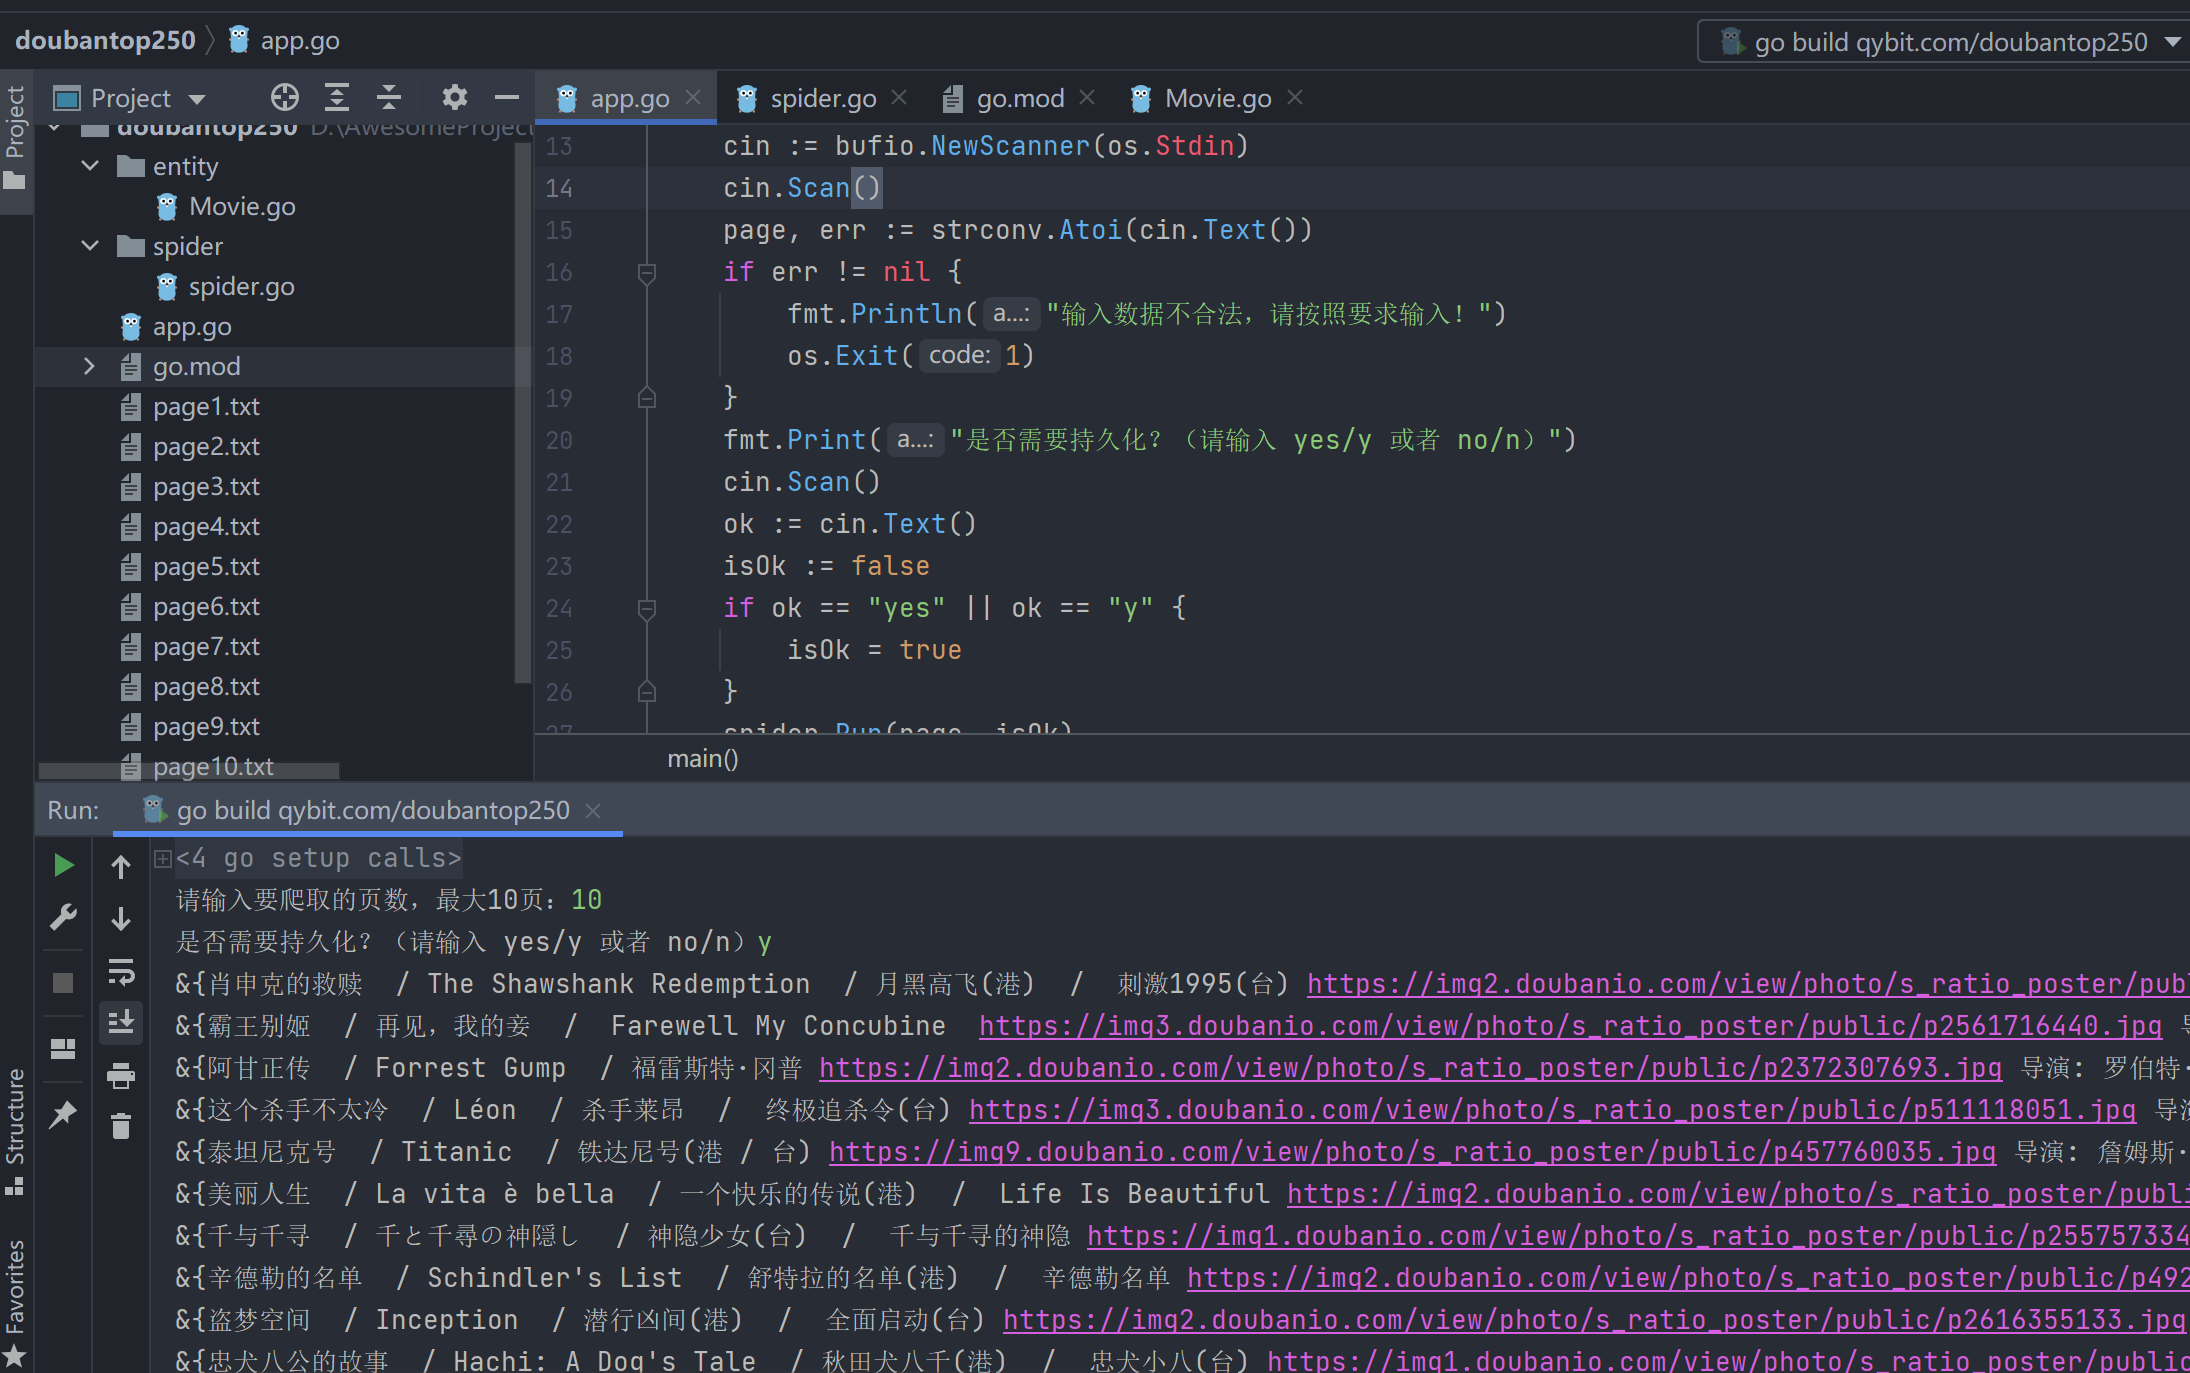 doubantop250 app.go
go build qybit.com/doubantop250
Project
Project
app.go
spider.go
go.mod
Movie.go
doubantop250 D:\AwesomeProject
entity
Movie.go
spider
spider.go
app.go
go.mod
page1.txt
page2.txt
page3.txt
page4.txt
page5.txt
page6.txt
page7.txt
page8.txt
page9.txt
page10.txt
13 cin := bufio.NewScanner(os.Stdin)
14 cin.Scan()
15 page, err := strconv.Atoi(cin.Text())
16 if err != nil {
17 fmt.Println( a...: "输入数据不合法，请按照要求输入！")
18 os.Exit( code: 1)
19 }
20 fmt.Print( a...: "是否需要持久化？（请输入 yes/y 或者 no/n）")
21 cin.Scan()
22 ok := cin.Text()
23 isOk := false
24 if ok == "yes" || ok == "y" {
25 isOk = true
26 }
27 spider.Run(page, isOk)
main()
Run: go build qybit.com/doubantop250
<4 go setup calls>
请输入要爬取的页数，最大10页：10
是否需要持久化？（请输入 yes/y 或者 no/n）y
&{肖申克的救赎 / The Shawshank Redemption / 月黑高飞(港) / 刺激1995(台) https://img2.doubanio.com/view/photo/s_ratio_poster/publ
&{霸王别姬 / 再见，我的妾 / Farewell My Concubine https://img3.doubanio.com/view/photo/s_ratio_poster/public/p2561716440.jpg 导
&{阿甘正传 / Forrest Gump / 福雷斯特·冈普 https://img2.doubanio.com/view/photo/s_ratio_poster/public/p2372307693.jpg 导演: 罗伯特·
&{这个杀手不太冷 / Léon / 杀手莱昂 / 终极追杀令(台) https://img3.doubanio.com/view/photo/s_ratio_poster/public/p511118051.jpg 导演
&{泰坦尼克号 / Titanic / 铁达尼号(港 / 台) https://img9.doubanio.com/view/photo/s_ratio_poster/public/p457760035.jpg 导演: 詹姆斯·
&{美丽人生 / La vita è bella / 一个快乐的传说(港) / Life Is Beautiful https://img2.doubanio.com/view/photo/s_ratio_poster/publi
&{千与千寻 / 千と千尋の神隠し / 神隐少女(台) / 千与千寻的神隐 https://img1.doubanio.com/view/photo/s_ratio_poster/public/p255757334
&{辛德勒的名单 / Schindler's List / 舒特拉的名单(港) / 辛德勒名单 https://img2.doubanio.com/view/photo/s_ratio_poster/public/p492
&{盗梦空间 / Inception / 潜行凶间(港) / 全面启动(台) https://img2.doubanio.com/view/photo/s_ratio_poster/public/p2616355133.jpg
&{忠犬八公的故事 / Hachi: A Dog's Tale / 秋田犬八千(港) / 忠犬小八(台) https://img1.doubanio.com/view/photo/s_ratio_poster/public
Structure
Favorites